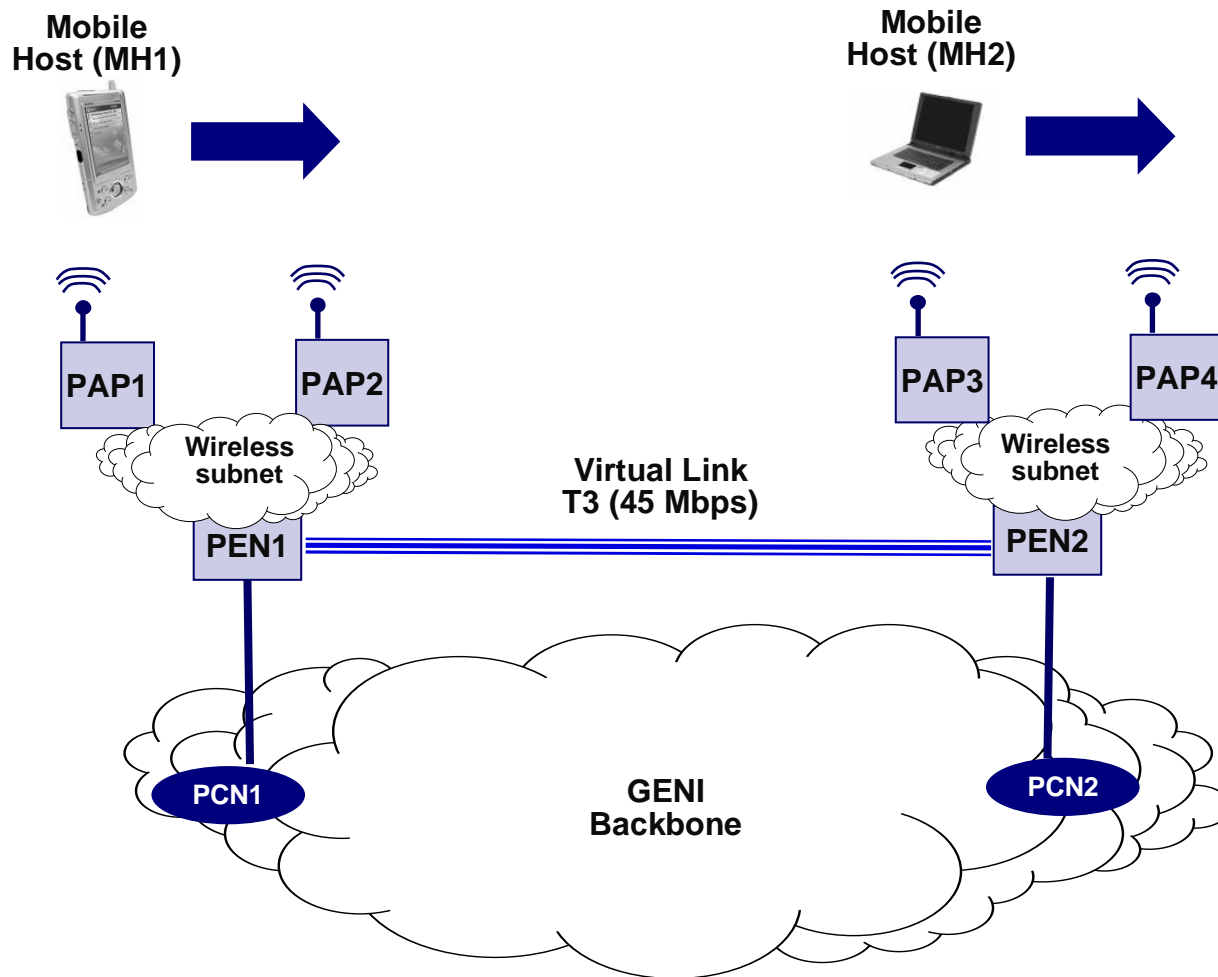 Mobile
Host (MH1)
Mobile
Host (MH2)
PAP1
PAP2
PAP3
PAP4
Wireless
subnet
Wireless
subnet
Virtual Link
T3 (45 Mbps)
PEN1
PEN2
PCN1
GENI
Backbone
PCN2